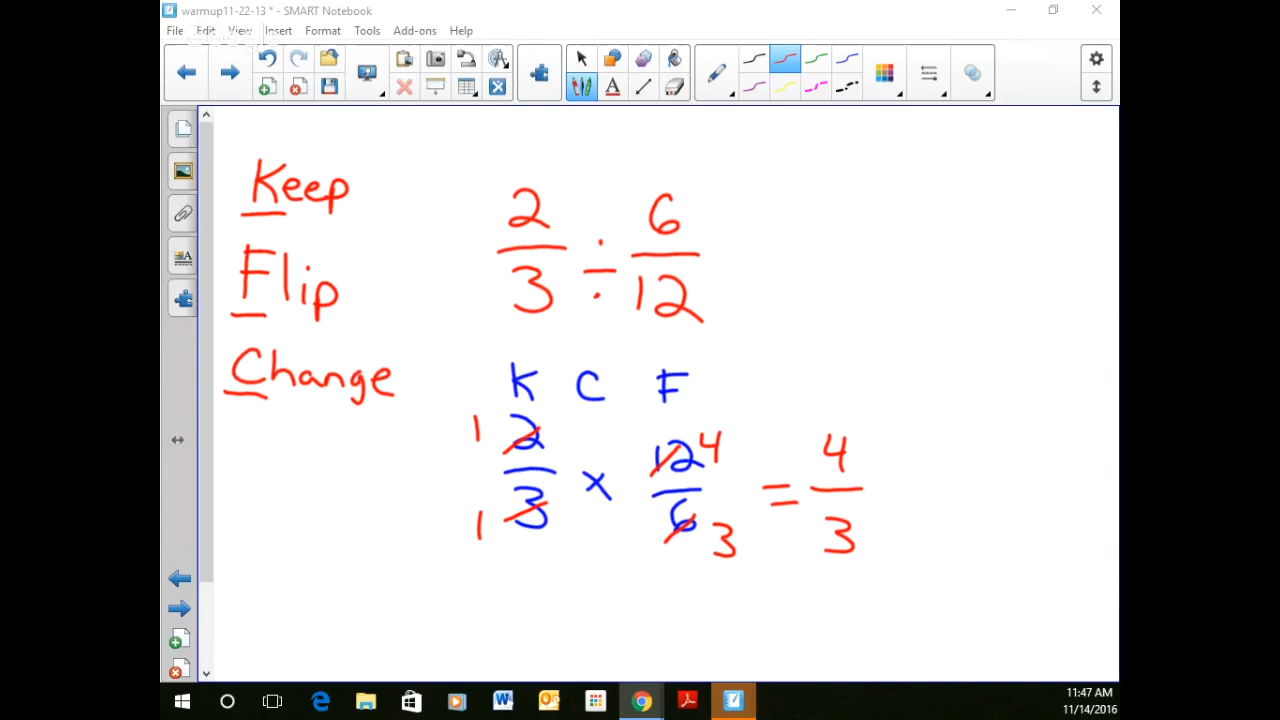 warmup11-22-13 * - SMART Notebook
File Edit View Insert Format Tools Add-ons Help
Keep
Flip
Change
2/3 ÷ 6/12
K C F
1 2 12 4
3 x 6 = 4/3
1 3
11:47 AM
11/14/2016